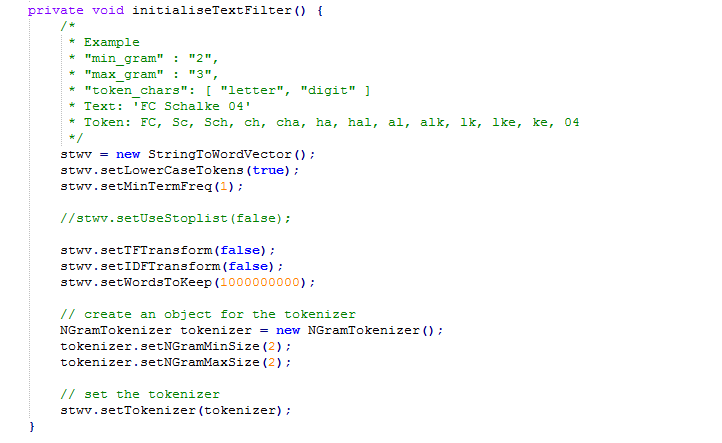 private void initialiseTextFilter() {
/*
* Example
* "min_gram" : "2",
* "max_gram" : "3",
* "token_chars": [ "letter", "digit" ]
* Text: 'FC Schalke 04'
* Token: FC, Sc, Sch, ch, cha, ha, hal, al, alk, lk, lke, ke, 04
*/
stwv = new StringToWordVector();
stwv.setLowerCaseTokens(true);
stwv.setMinTermFreq(1);
//stwv.setUseStoplist(false);
stwv.setTFTransform(false);
stwv.setIDFTransform(false);
stwv.setWordsToKeep(1000000000);
// create an object for the tokenizer
NGramTokenizer tokenizer = new NGramTokenizer();
tokenizer.setNGramMinSize(2);
tokenizer.setNGramMaxSize(2);
// set the tokenizer
stwv.setTokenizer(tokenizer);
}